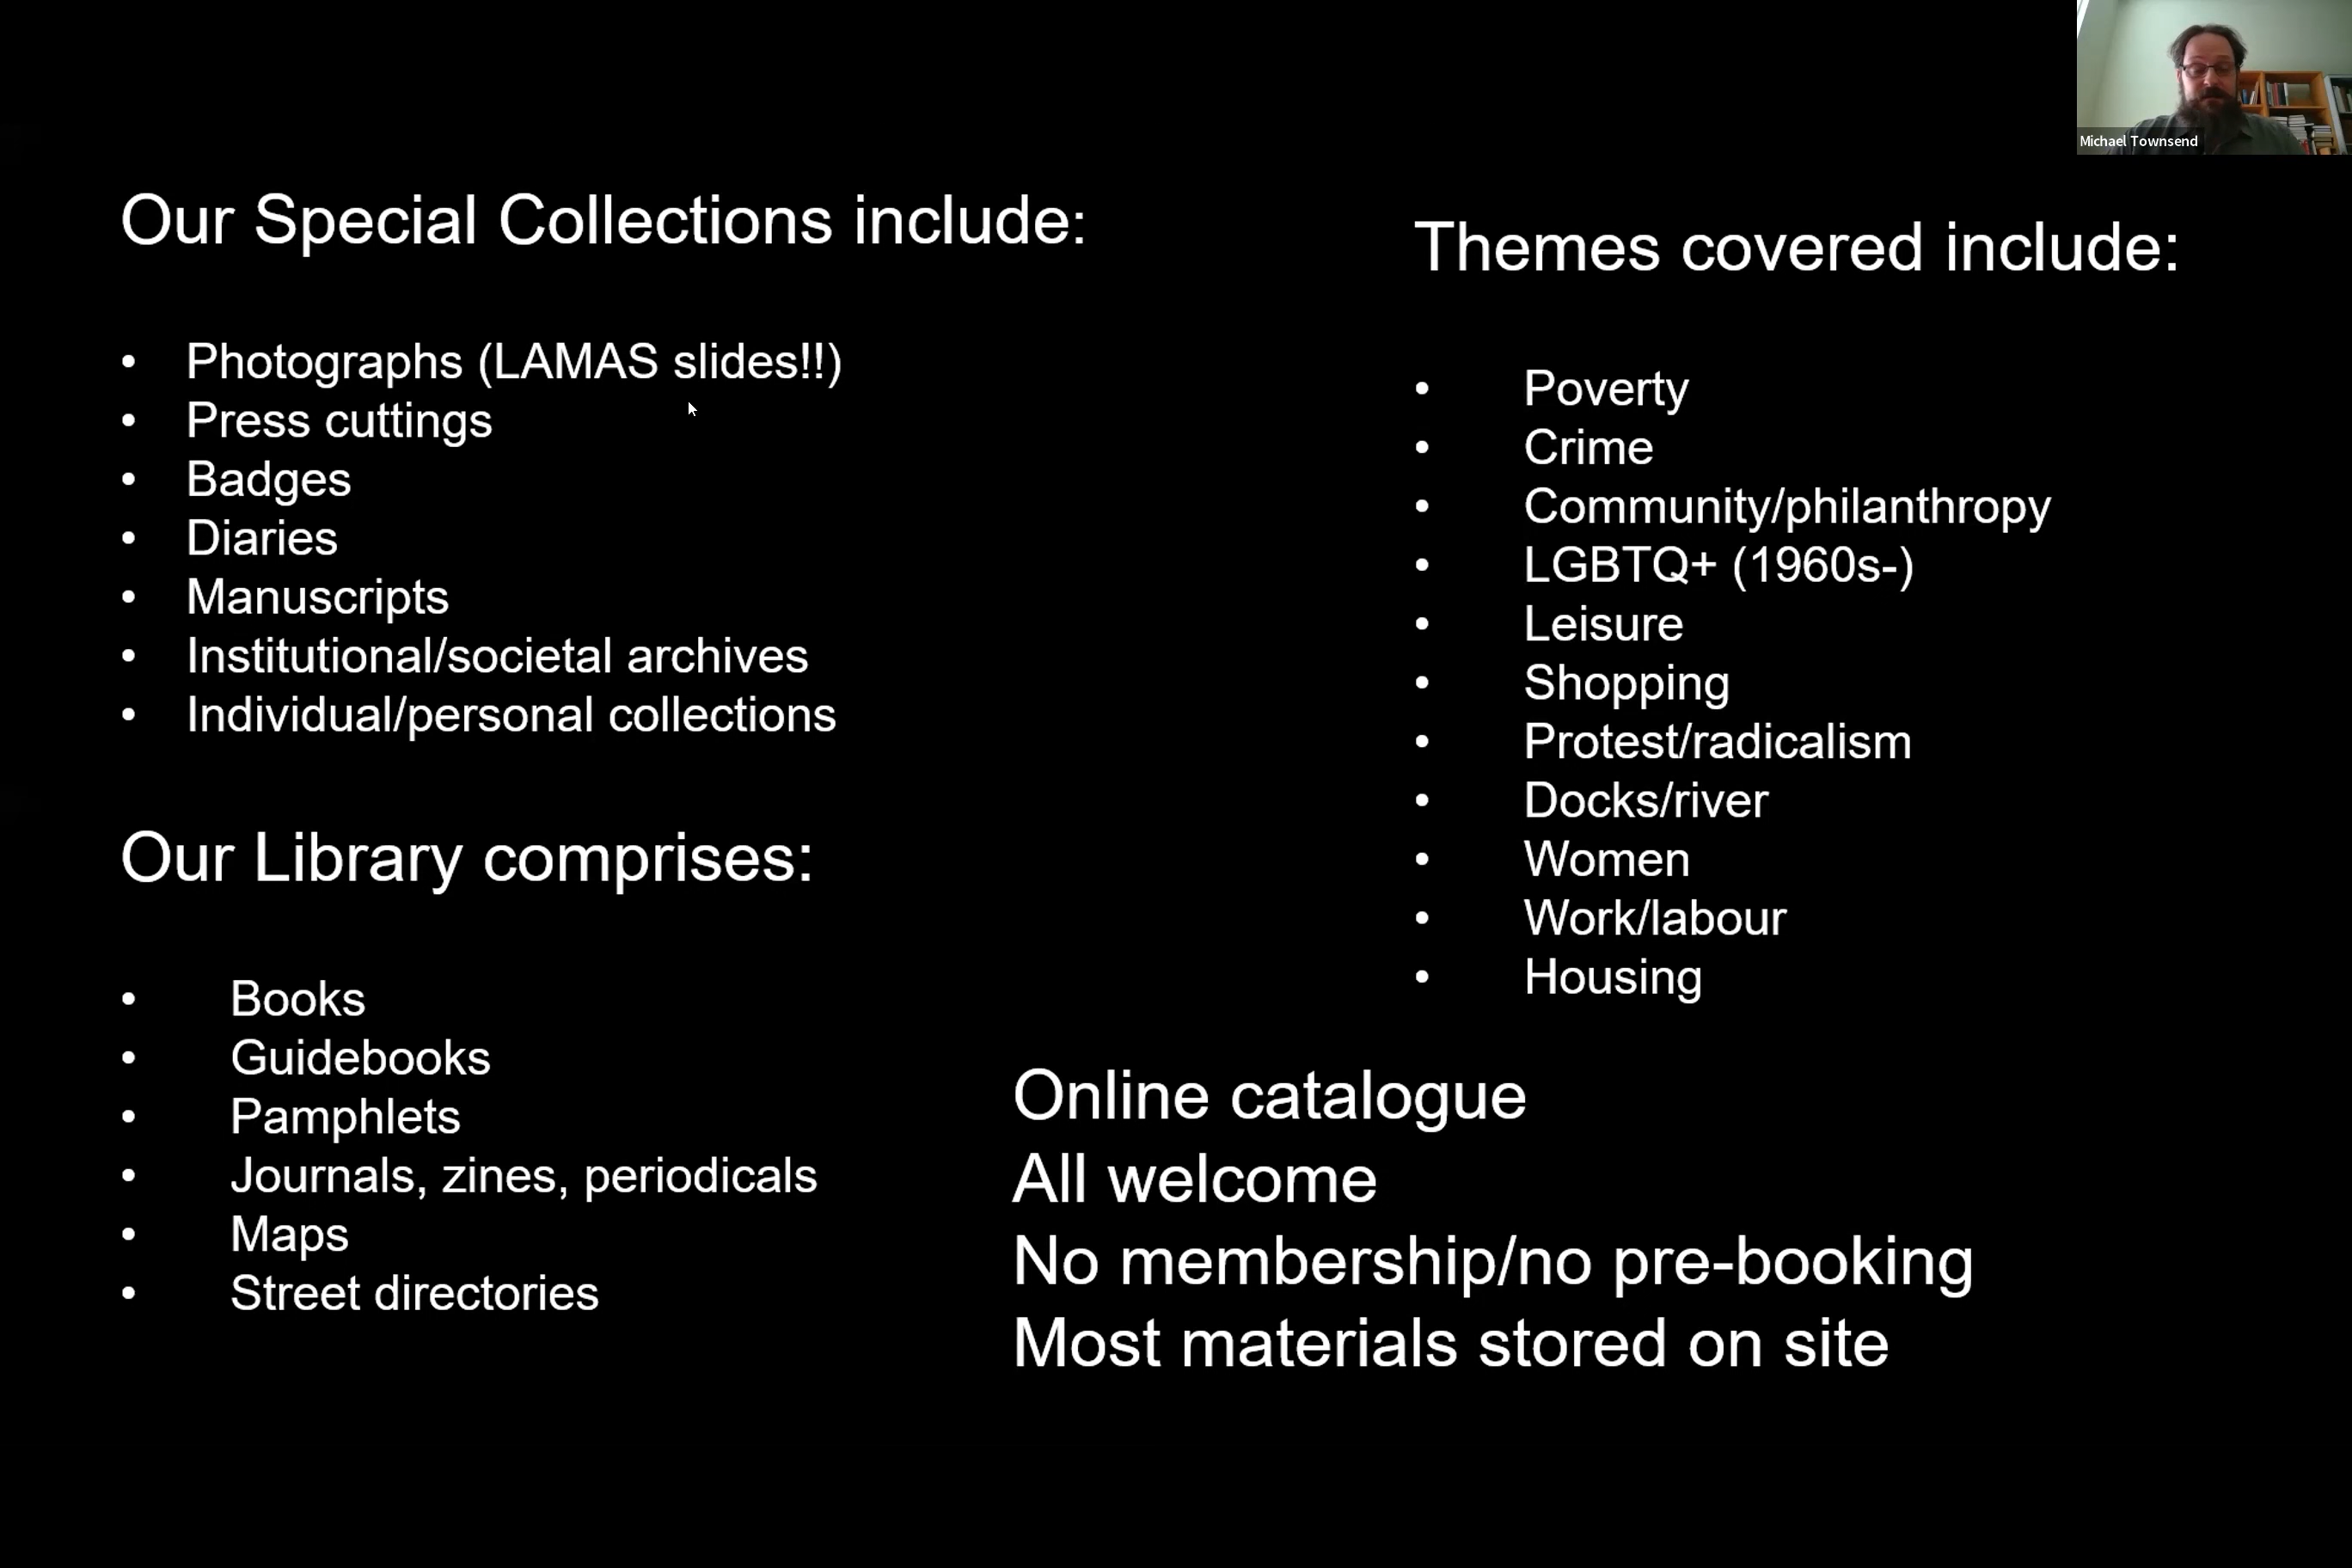 Our Special Collections include:
• Photographs (LAMAS slides!!)
• Press cuttings
• Badges
• Diaries
• Manuscripts
• Institutional/societal archives
• Individual/personal collections
Our Library comprises:
• Books
• Guidebooks
• Pamphlets
• Journals, zines, periodicals
• Maps
• Street directories
Themes covered include:
• Poverty
• Crime
• Community/philanthropy
• LGBTQ+ (1960s-)
• Leisure
• Shopping
• Protest/radicalism
• Docks/river
• Women
• Work/labour
• Housing
Online catalogue
All welcome
No membership/no pre-booking
Most materials stored on site
Michael Townsend